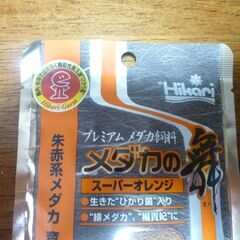 Hikari
Hikari-Germ
朱赤系メダカ
プレミアム メダカ飼料
メダカの舞
スーパーオレンジ
生きた"ひかり菌"入り
"緋メダカ", "楊貴妃"に